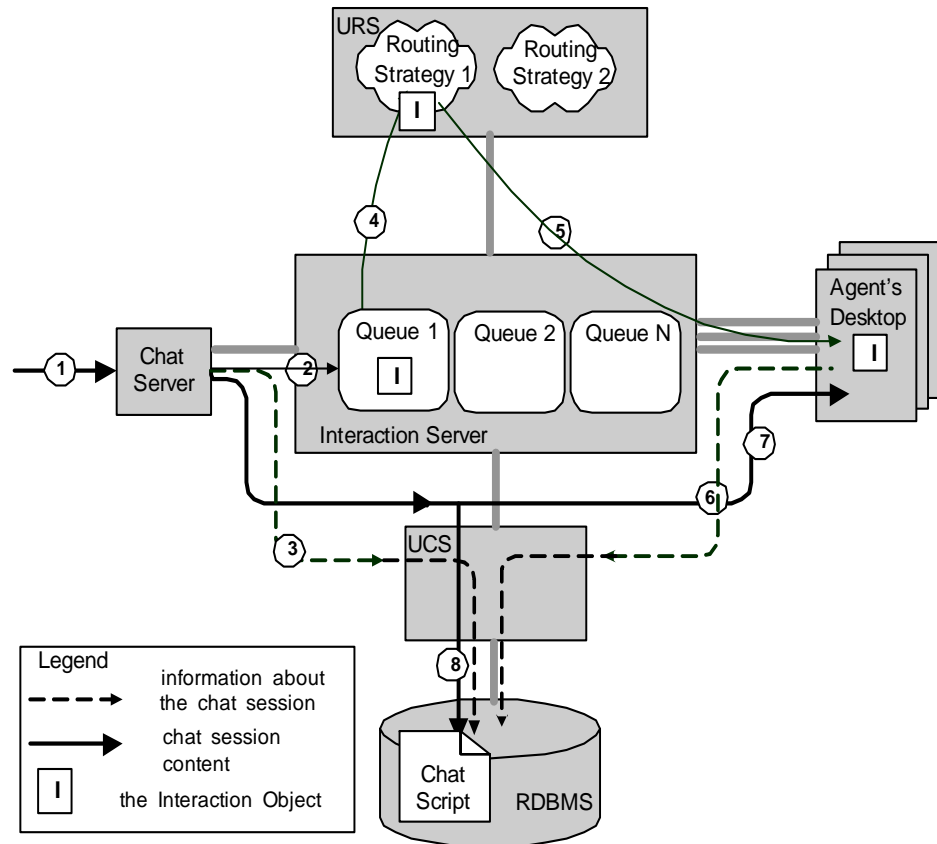 URS
Routing
Strategy 1
I
Routing
Strategy 2
4
5
Queue 1
I
Queue 2
Queue N
Interaction Server
Agent's
Desktop
I
1
Chat
Server
2
7
6
3
UCS
8
Chat
Script
RDBMS
Legend
information about
the chat session
chat session
content
I
the Interaction Object